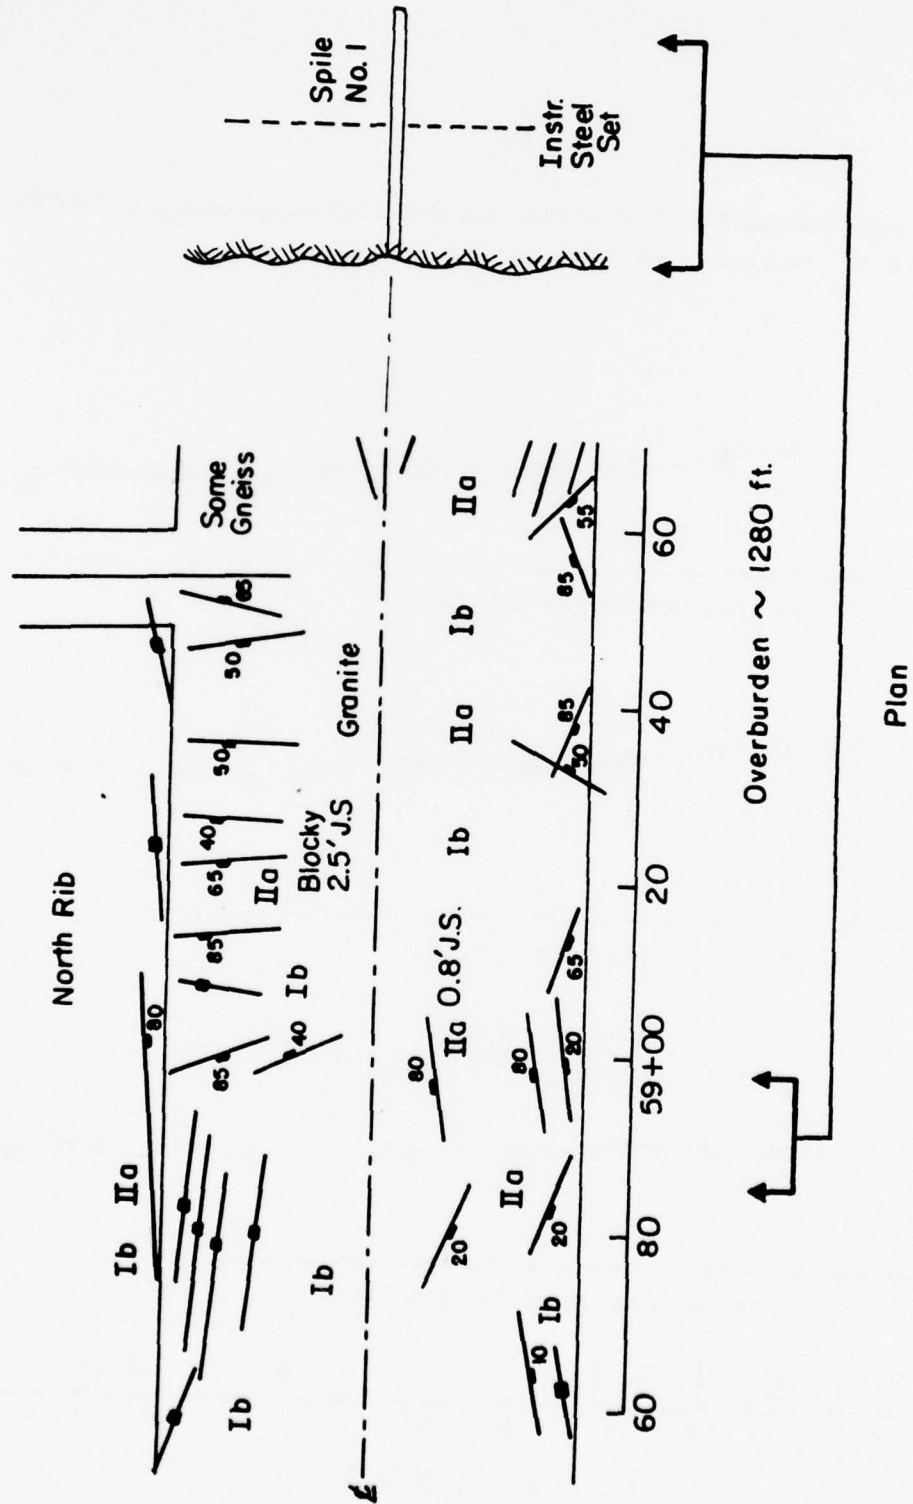 North Rib
Ib IIa
80
Some
Gneiss
Spile
No. 1
Ib
Ib
85
40
Ib
85
65
40
IIa
50
50
65
Blocky
2.5' J.S
Granite
℄
20
80
IIa 0.8' J.S.
Ib
IIa
Ib
IIa
Instr.
Steel
Set
10
Ib
20
IIa
80
20
65
50
85
85
55
60
80
59+00
20
40
60
Overburden ~ 1280 ft.
Plan